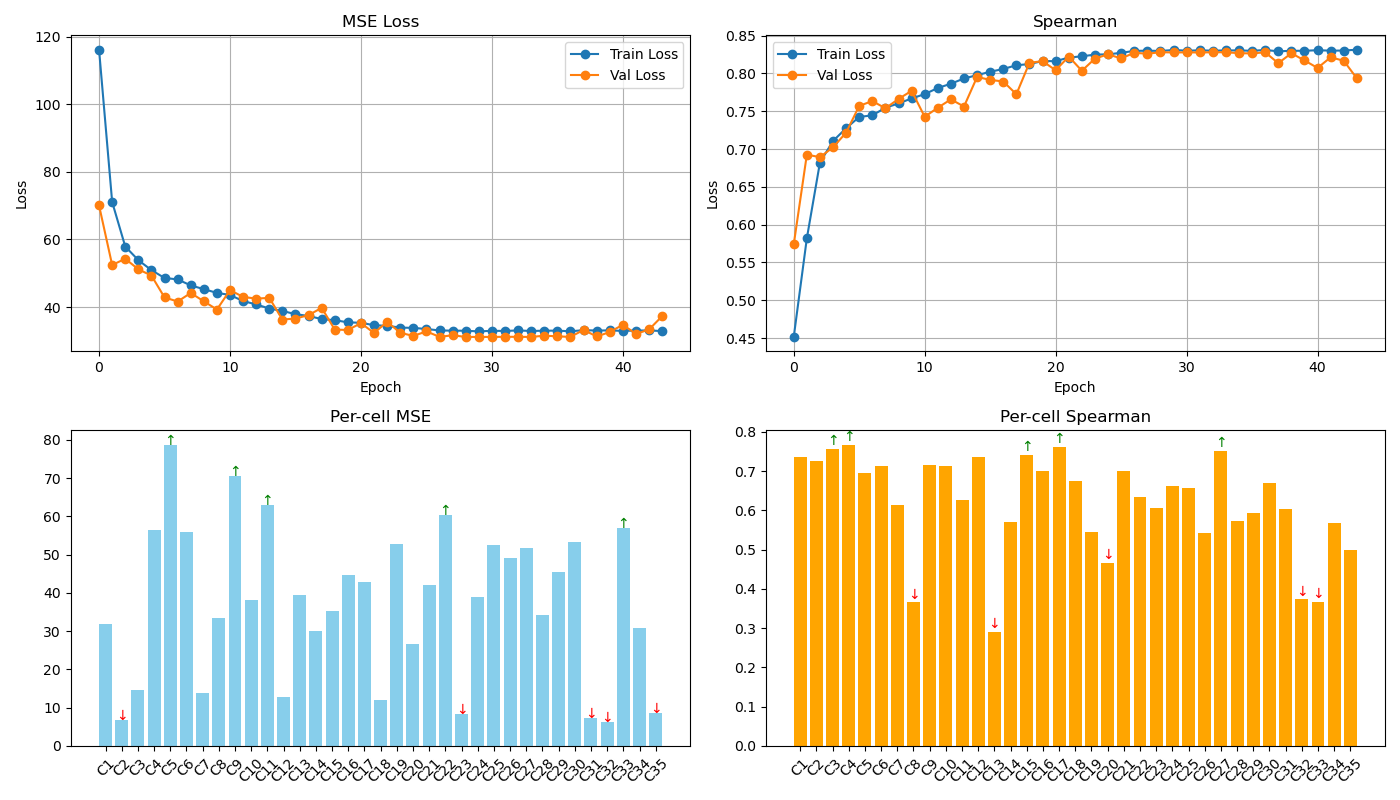 MSE Loss
120
100
80
60
40
Loss
0
10
20
30
40
Epoch
Train Loss
Val Loss
Spearman
0.85
0.80
0.75
0.70
0.65
0.60
0.55
0.50
0.45
Loss
0
10
20
30
40
Epoch
Train Loss
Val Loss
Per-cell MSE
80
70
60
50
40
30
20
10
0
↑
↑
↑
↑
↑
↓
↓
↓
↓
↓
C1
C2
C3
C4
C5
C6
C7
C8
C9
C10
C11
C12
C13
C14
C15
C16
C17
C18
C19
C20
C21
C22
C23
C24
C25
C26
C27
C28
C29
C30
C31
C32
C33
C34
C35
Per-cell Spearman
0.8
0.7
0.6
0.5
0.4
0.3
0.2
0.1
0.0
↑
↑
↑
↑
↑
↓
↓
↓
↓
↓
C1
C2
C3
C4
C5
C6
C7
C8
C9
C10
C11
C12
C13
C14
C15
C16
C17
C18
C19
C20
C21
C22
C23
C24
C25
C26
C27
C28
C29
C30
C31
C32
C33
C34
C35